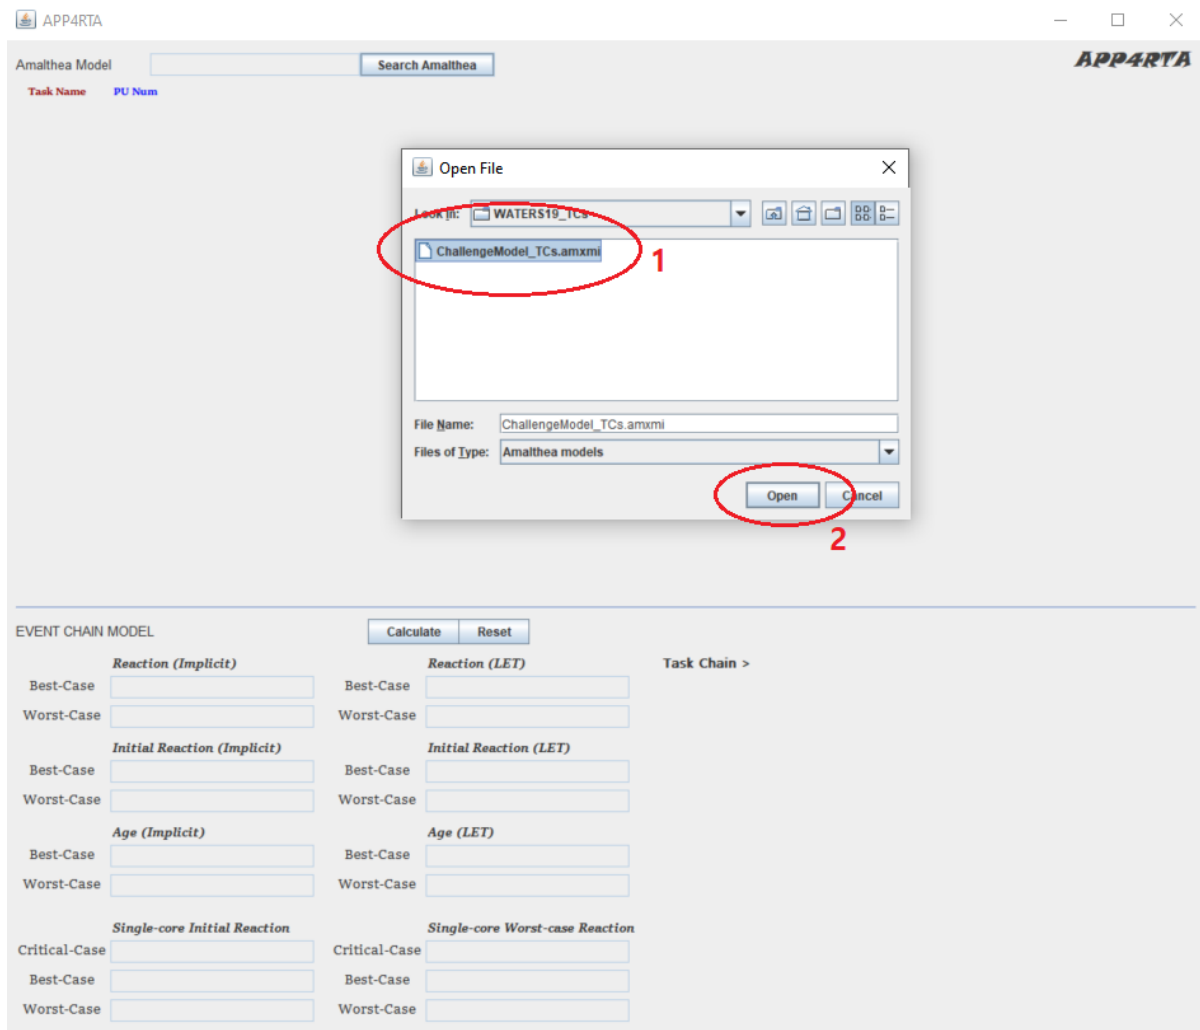 APP4RTA
Amalthea Model Search Amalthea APP4RTA
Task Name PU Num
Open File
Look In: WATERS19_TCs
ChallengeModel_TCs.amxmi 1
File Name: ChallengeModel_TCs.amxmi
Files of Type: Amalthea models
Open Cancel
2
EVENT CHAIN MODEL Calculate Reset
Reaction (Implicit) Reaction (LET) Task Chain >
Best-Case Best-Case
Worst-Case Worst-Case
Initial Reaction (Implicit) Initial Reaction (LET)
Best-Case Best-Case
Worst-Case Worst-Case
Age (Implicit) Age (LET)
Best-Case Best-Case
Worst-Case Worst-Case
Single-core Initial Reaction Single-core Worst-case Reaction
Critical-Case Critical-Case
Best-Case Best-Case
Worst-Case Worst-Case